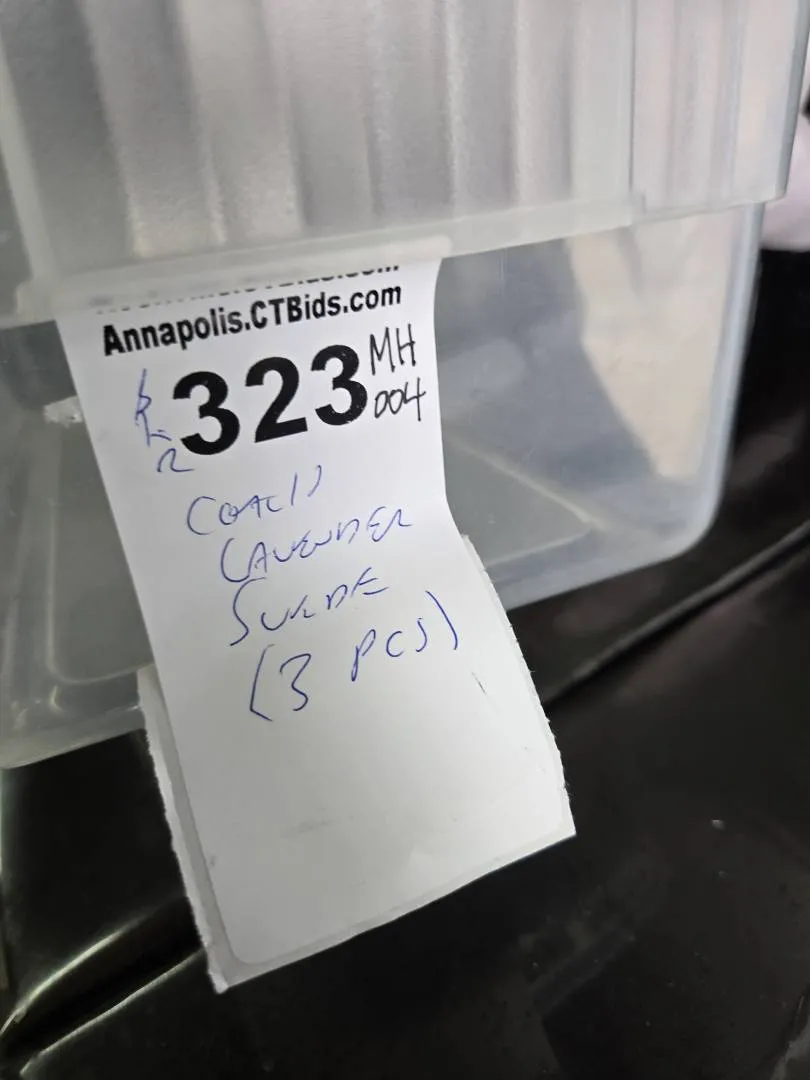 Annapolis.CTBids.com
323 MH
004
COACH
LAVENDER
SUEDE
(3 PCS)